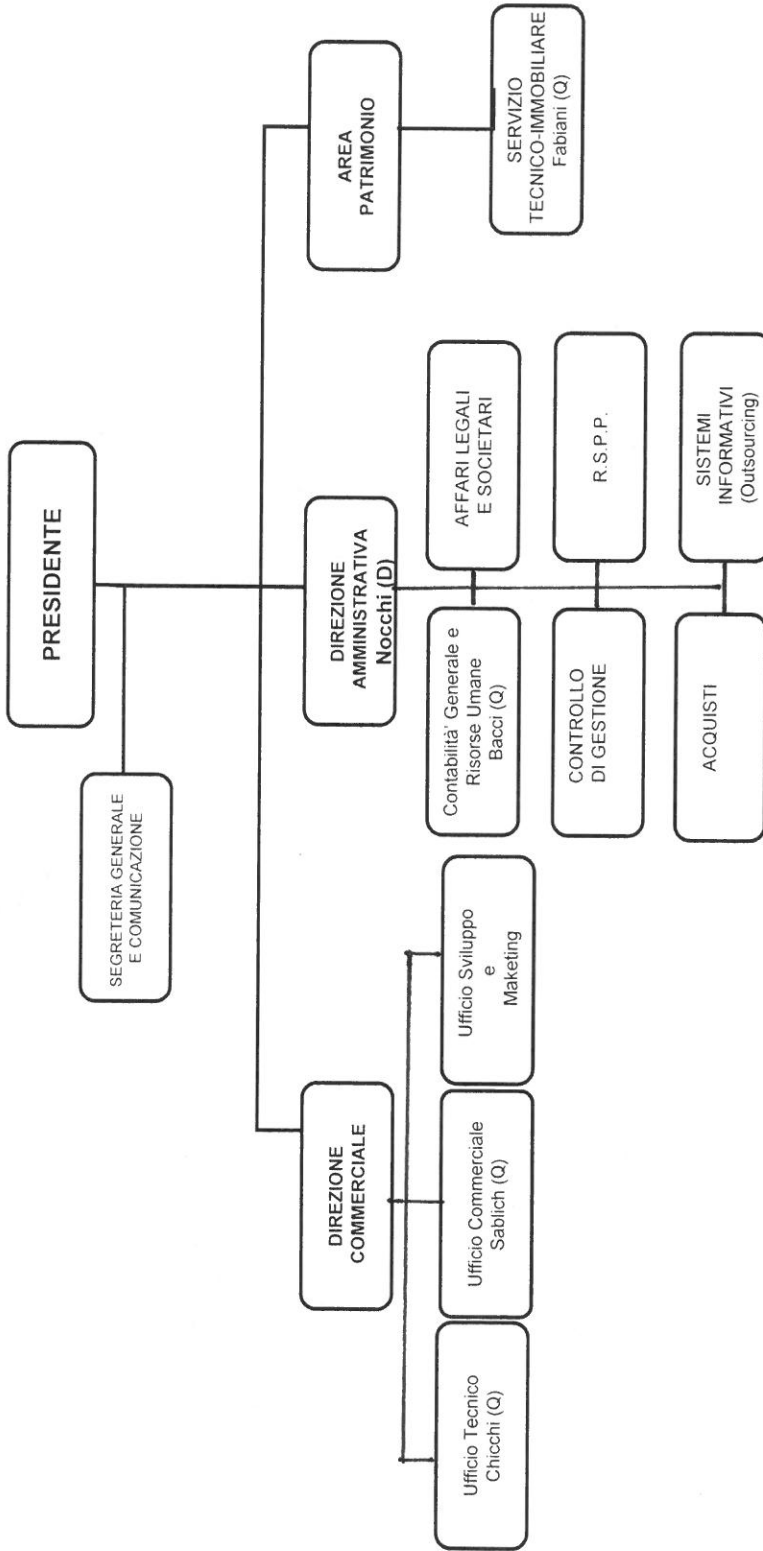 PRESIDENTE
SEGRETERIA GENERALE
E COMUNICAZIONE
DIREZIONE
COMMERCIALE
DIREZIONE
AMMINISTRATIVA
Nocchi (D)
AREA
PATRIMONIO
Ufficio Tecnico
Chicchi (Q)
Ufficio Commerciale
Sablich (Q)
Ufficio Sviluppo
e
Maketing
Contabilita' Generale e
Risorse Umane
Bacci (Q)
AFFARI LEGALI
E SOCIETARI
CONTROLLO
DI GESTIONE
R.S.P.P.
ACQUISTI
SISTEMI
INFORMATIVI
(Outsourcing)
SERVIZIO
TECNICO-IMMOBILIARE
Fabiani (Q)